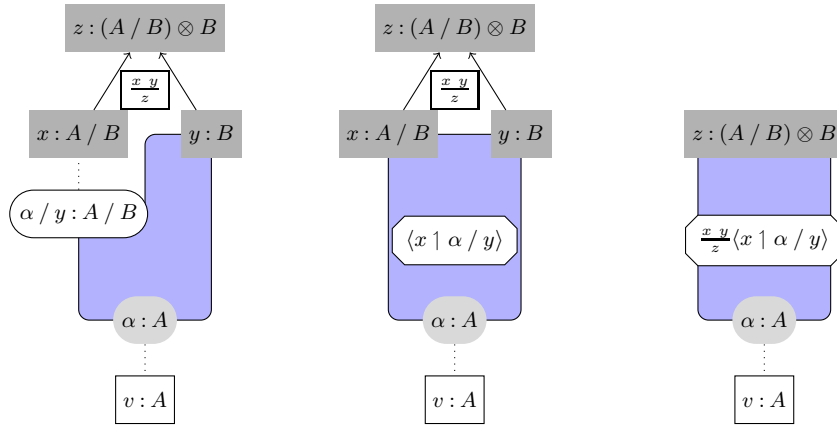 z : (A / B) ⊗ B
x y
z
x : A / B
y : B
α / y : A / B
α : A
v : A
z : (A / B) ⊗ B
x y
z
x : A / B
y : B
⟨x ↿ α / y⟩
α : A
v : A
z : (A / B) ⊗ B
x y
z
⟨x ↿ α / y⟩
α : A
v : A